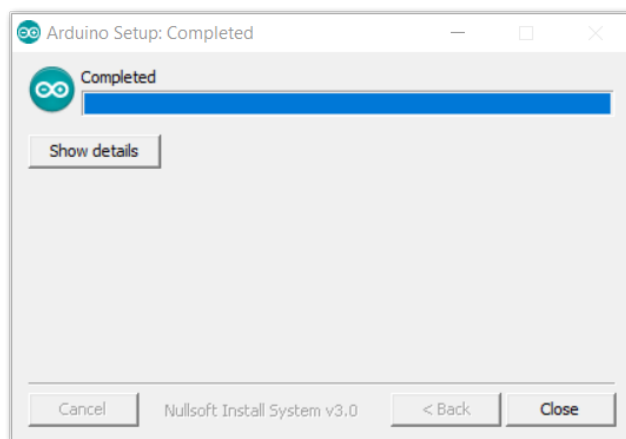 Arduino Setup: Completed
Completed
Show details
Cancel Nullsoft Install System v3.0 < Back Close